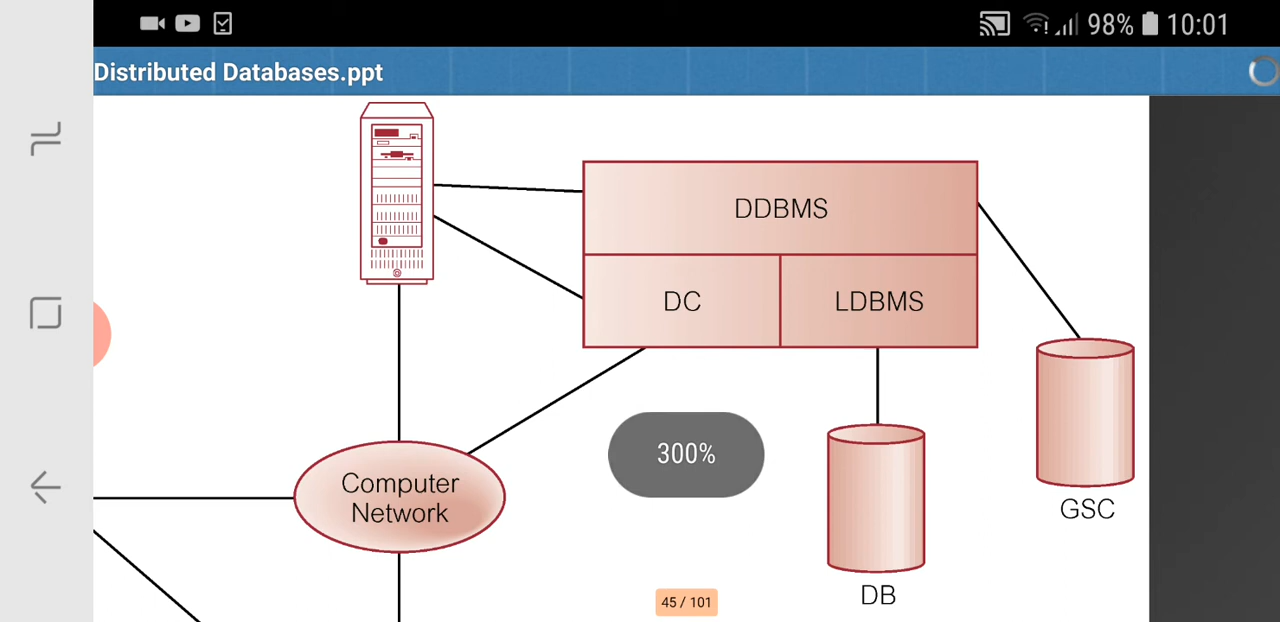 98% 10:01
Distributed Databases.ppt
DDBMS
DC LDBMS
Computer
Network
300%
GSC
DB
45 / 101